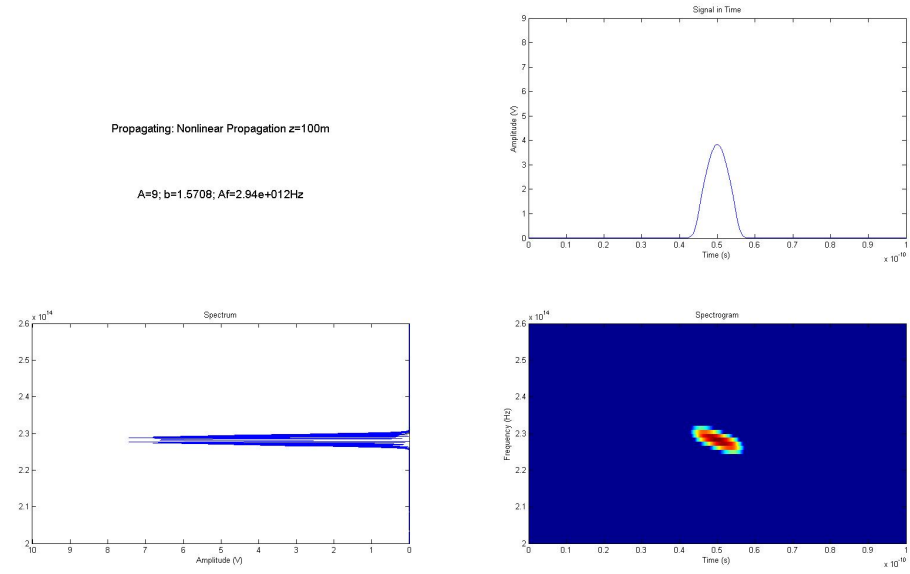 Signal in Time
9
8
7
6
5
4
3
2
1
0
Amplitude (V)
0 0.1 0.2 0.3 0.4 0.5 0.6 0.7 0.8 0.9 1
Time (s)
x 10^-10
Propagating: Nonlinear Propagation z=100m
A=9; b=1.5708; Af=2.94e+012Hz
Spectrum
x 10^14
2.6
2.5
2.4
2.3
2.2
2.1
2
10 9 8 7 6 5 4 3 2 1 0
Amplitude (V)
Spectrogram
x 10^14
2.6
2.5
2.4
2.3
2.2
2.1
2
Frequency (Hz)
0 0.1 0.2 0.3 0.4 0.5 0.6 0.7 0.8 0.9 1
Time (s)
x 10^-10